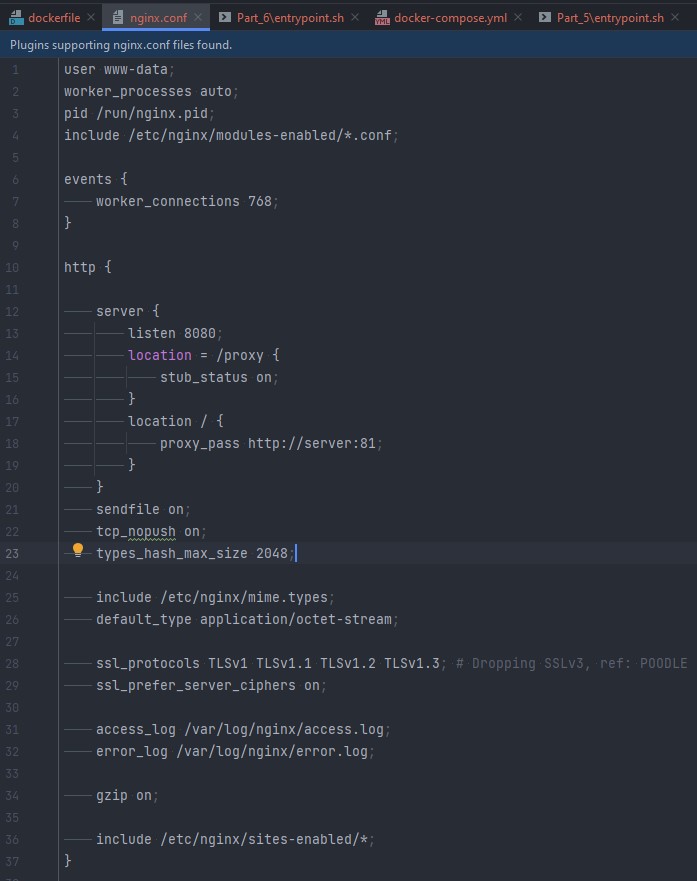 dockerfile nginx.conf Part_6\entrypoint.sh docker-compose.yml Part_5\entrypoint.sh
Plugins supporting nginx.conf files found.
1 user www-data;
2 worker_processes auto;
3 pid /run/nginx.pid;
4 include /etc/nginx/modules-enabled/*.conf;
5
6 events {
7 worker_connections 768;
8 }
9
10 http {
11
12 server {
13 listen 8080;
14 location = /proxy {
15 stub_status on;
16 }
17 location / {
18 proxy_pass http://server:81;
19 }
20 }
21 sendfile on;
22 tcp_nopush on;
23 types_hash_max_size 2048;
24
25 include /etc/nginx/mime.types;
26 default_type application/octet-stream;
27
28 ssl_protocols TLSv1 TLSv1.1 TLSv1.2 TLSv1.3; # Dropping SSLv3, ref: POODLE
29 ssl_prefer_server_ciphers on;
30
31 access_log /var/log/nginx/access.log;
32 error_log /var/log/nginx/error.log;
33
34 gzip on;
35
36 include /etc/nginx/sites-enabled/*;
37 }